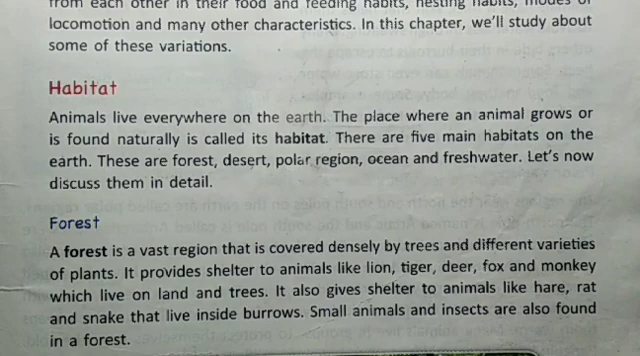 from each other in their food and feeding habits, nesting habits, modes of
locomotion and many other characteristics. In this chapter, we'll study about
some of these variations.
Habitat
Animals live everywhere on the earth. The place where an animal grows or
is found naturally is called its habitat. There are five main habitats on the
earth. These are forest, desert, polar region, ocean and freshwater. Let's now
discuss them in detail.
Forest
A forest is a vast region that is covered densely by trees and different varieties
of plants. It provides shelter to animals like lion, tiger, deer, fox and monkey
which live on land and trees. It also gives shelter to animals like hare, rat
and snake that live inside burrows. Small animals and insects are also found
in a forest.